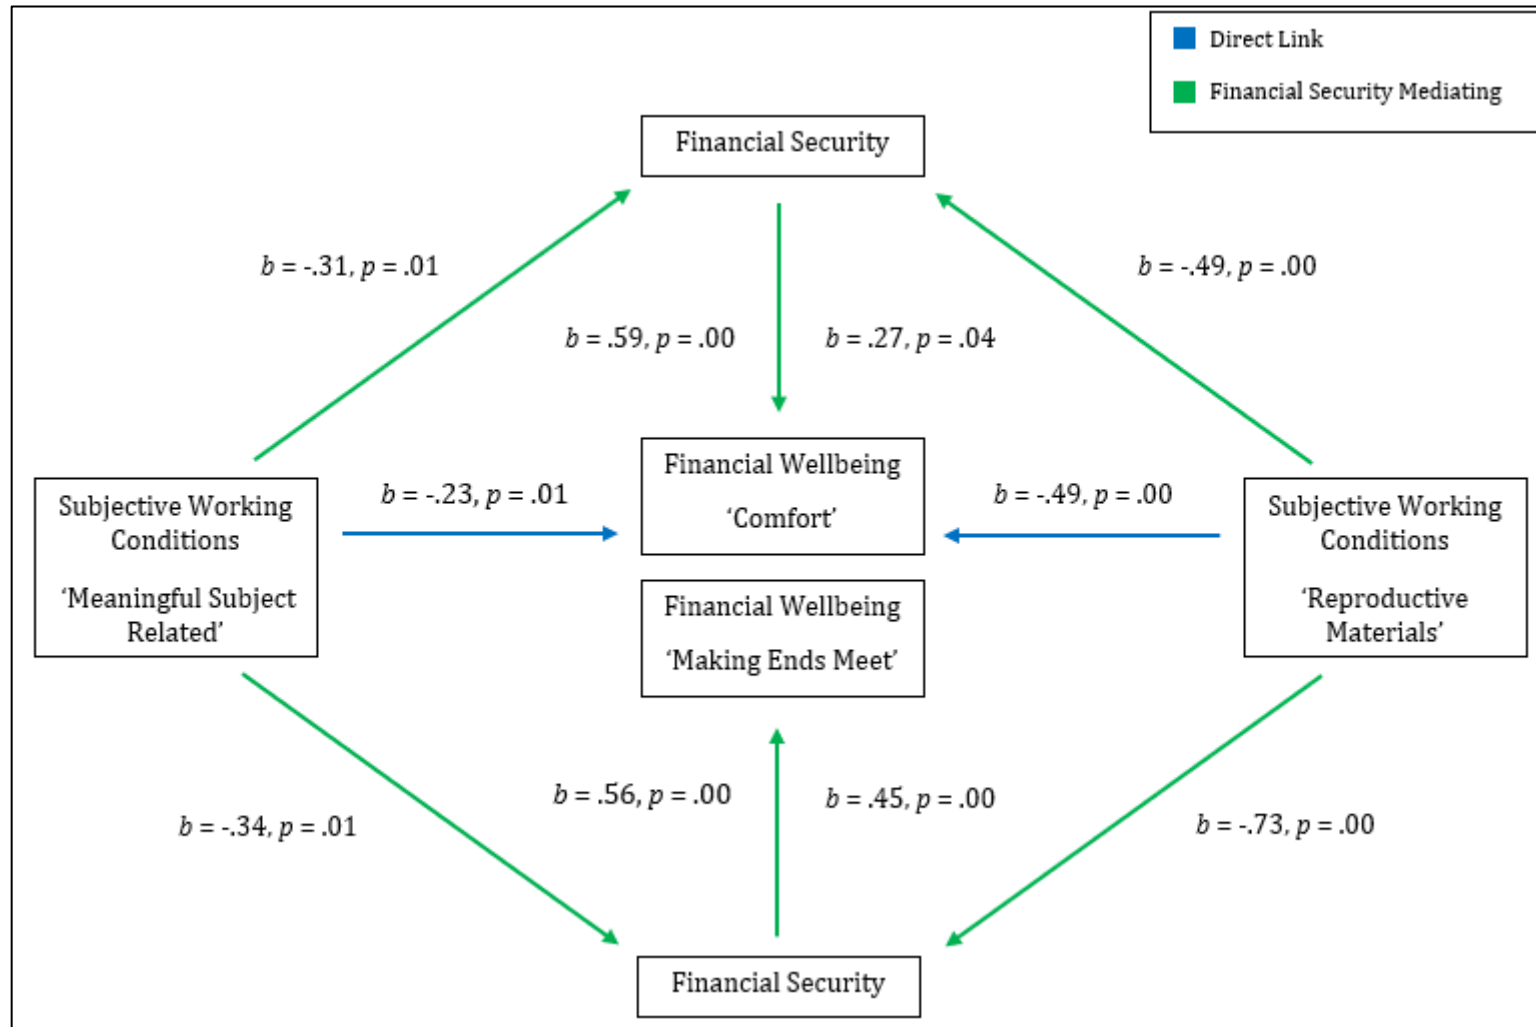 Direct Link
Financial Security Mediating
Financial Security
b = -.31, p = .01
b = -.49, p = .00
b = .59, p = .00
b = .27, p = .04
Financial Wellbeing
‘Comfort’
b = -.23, p = .01
b = -.49, p = .00
Subjective Working
Conditions
‘Meaningful Subject
Related’
Subjective Working
Conditions
‘Reproductive
Materials’
Financial Wellbeing
‘Making Ends Meet’
b = .56, p = .00
b = .45, p = .00
b = -.34, p = .01
b = -.73, p = .00
Financial Security